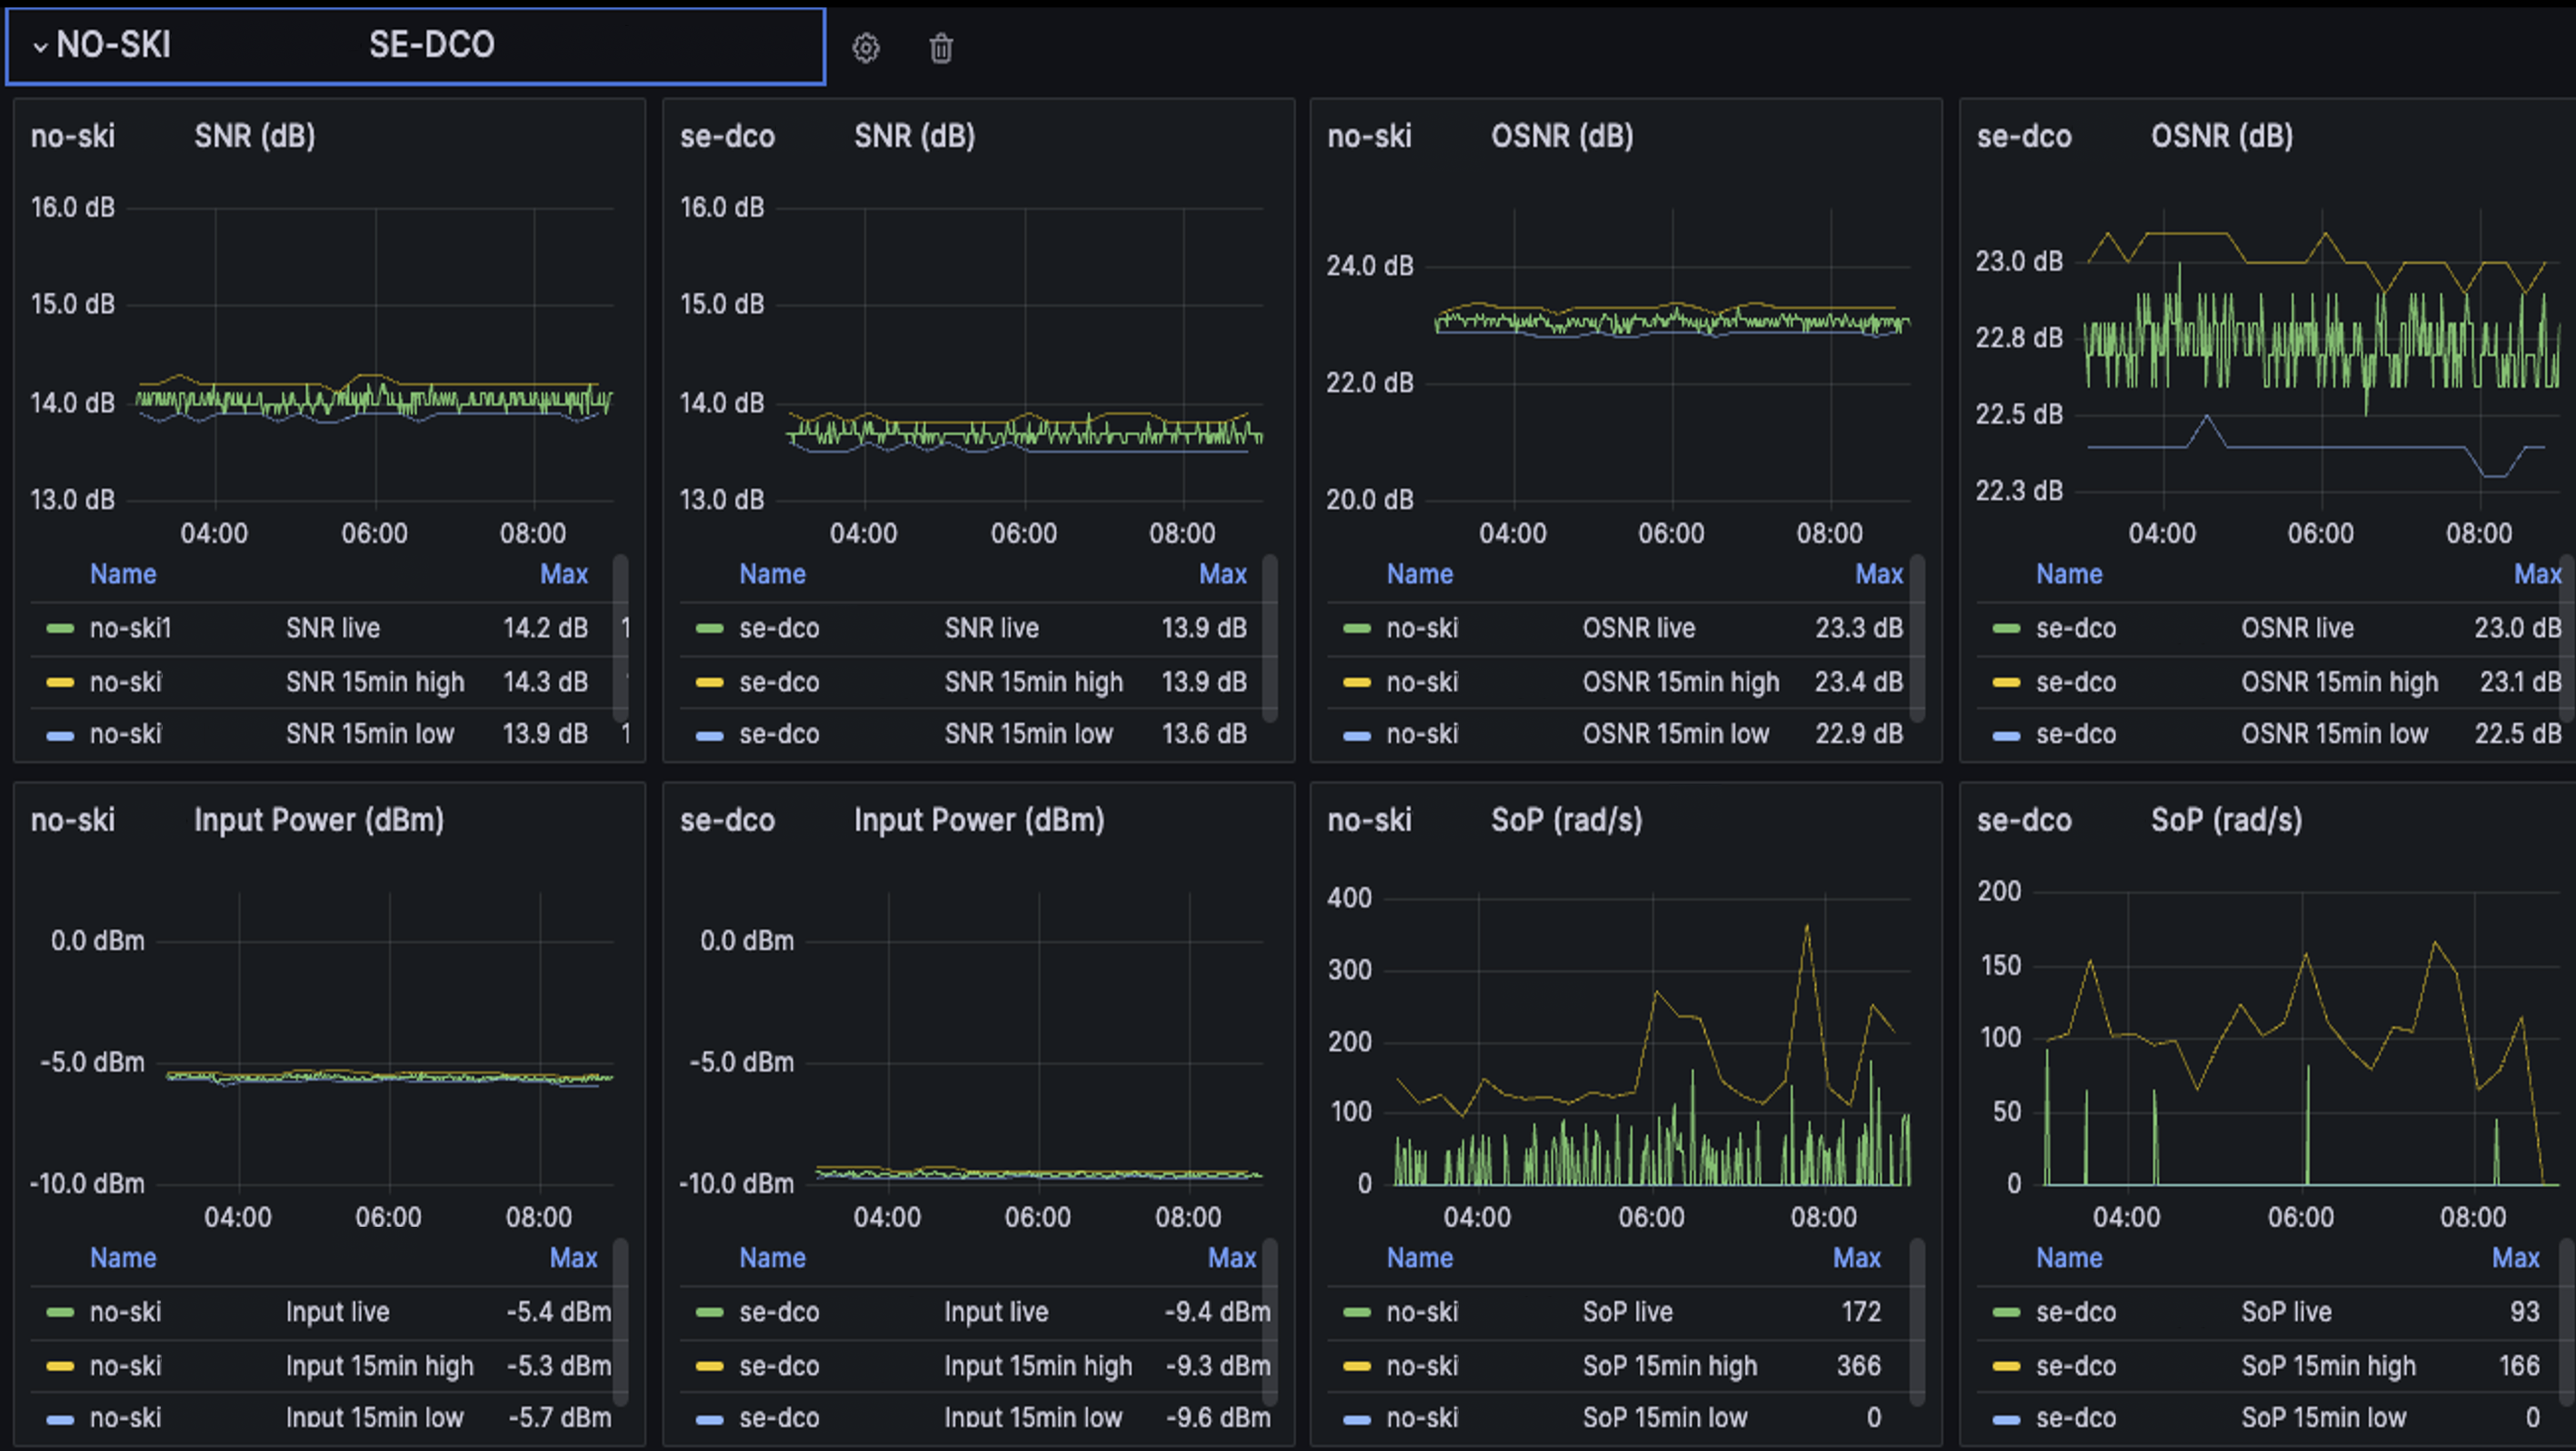 NO-SKI SE-DCO
no-ski SNR (dB)
16.0 dB
15.0 dB
14.0 dB
13.0 dB
04:00 06:00 08:00
Name Max
no-ski1 SNR live 14.2 dB
no-ski SNR 15min high 14.3 dB
no-ski SNR 15min low 13.9 dB
se-dco SNR (dB)
16.0 dB
15.0 dB
14.0 dB
13.0 dB
04:00 06:00 08:00
Name Max
se-dco SNR live 13.9 dB
se-dco SNR 15min high 13.9 dB
se-dco SNR 15min low 13.6 dB
no-ski OSNR (dB)
24.0 dB
22.0 dB
20.0 dB
04:00 06:00 08:00
Name Max
no-ski OSNR live 23.3 dB
no-ski OSNR 15min high 23.4 dB
no-ski OSNR 15min low 22.9 dB
se-dco OSNR (dB)
23.0 dB
22.8 dB
22.5 dB
22.3 dB
04:00 06:00 08:00
Name Max
se-dco OSNR live 23.0 dB
se-dco OSNR 15min high 23.1 dB
se-dco OSNR 15min low 22.5 dB
no-ski Input Power (dBm)
0.0 dBm
-5.0 dBm
-10.0 dBm
04:00 06:00 08:00
Name Max
no-ski Input live -5.4 dBm
no-ski Input 15min high -5.3 dBm
no-ski Input 15min low -5.7 dBm
se-dco Input Power (dBm)
0.0 dBm
-5.0 dBm
-10.0 dBm
04:00 06:00 08:00
Name Max
se-dco Input live -9.4 dBm
se-dco Input 15min high -9.3 dBm
se-dco Input 15min low -9.6 dBm
no-ski SoP (rad/s)
400
300
200
100
0
04:00 06:00 08:00
Name Max
no-ski SoP live 172
no-ski SoP 15min high 366
no-ski SoP 15min low 0
se-dco SoP (rad/s)
200
150
100
50
0
04:00 06:00 08:00
Name Max
se-dco SoP live 93
se-dco SoP 15min high 166
se-dco SoP 15min low 0